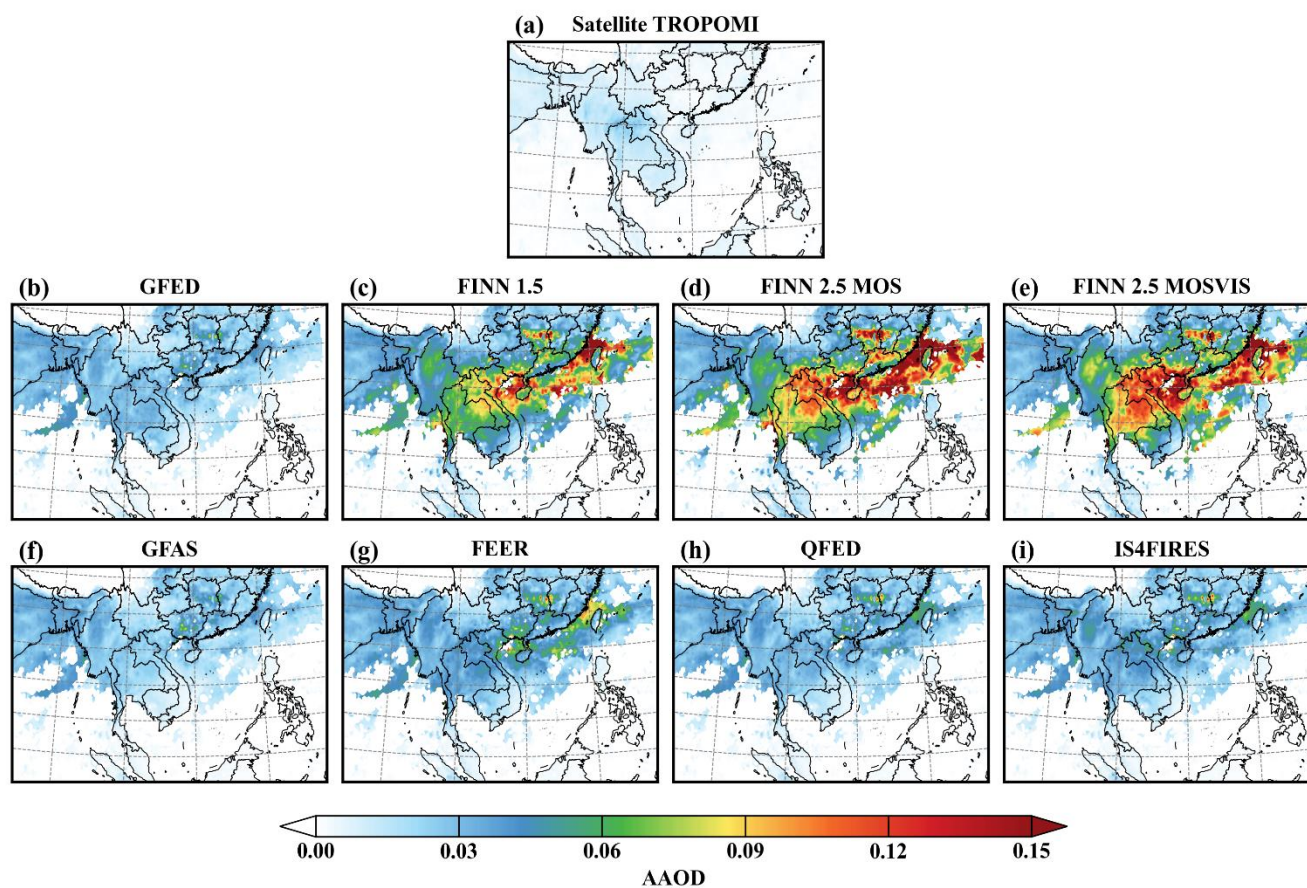 (a) Satellite TROPOMI
(b) GFED (c) FINN 1.5 (d) FINN 2.5 MOS (e) FINN 2.5 MOSVIS
(f) GFAS (g) FEER (h) QFED (i) IS4FIRES
0.00 0.03 0.06 0.09 0.12 0.15
AAOD